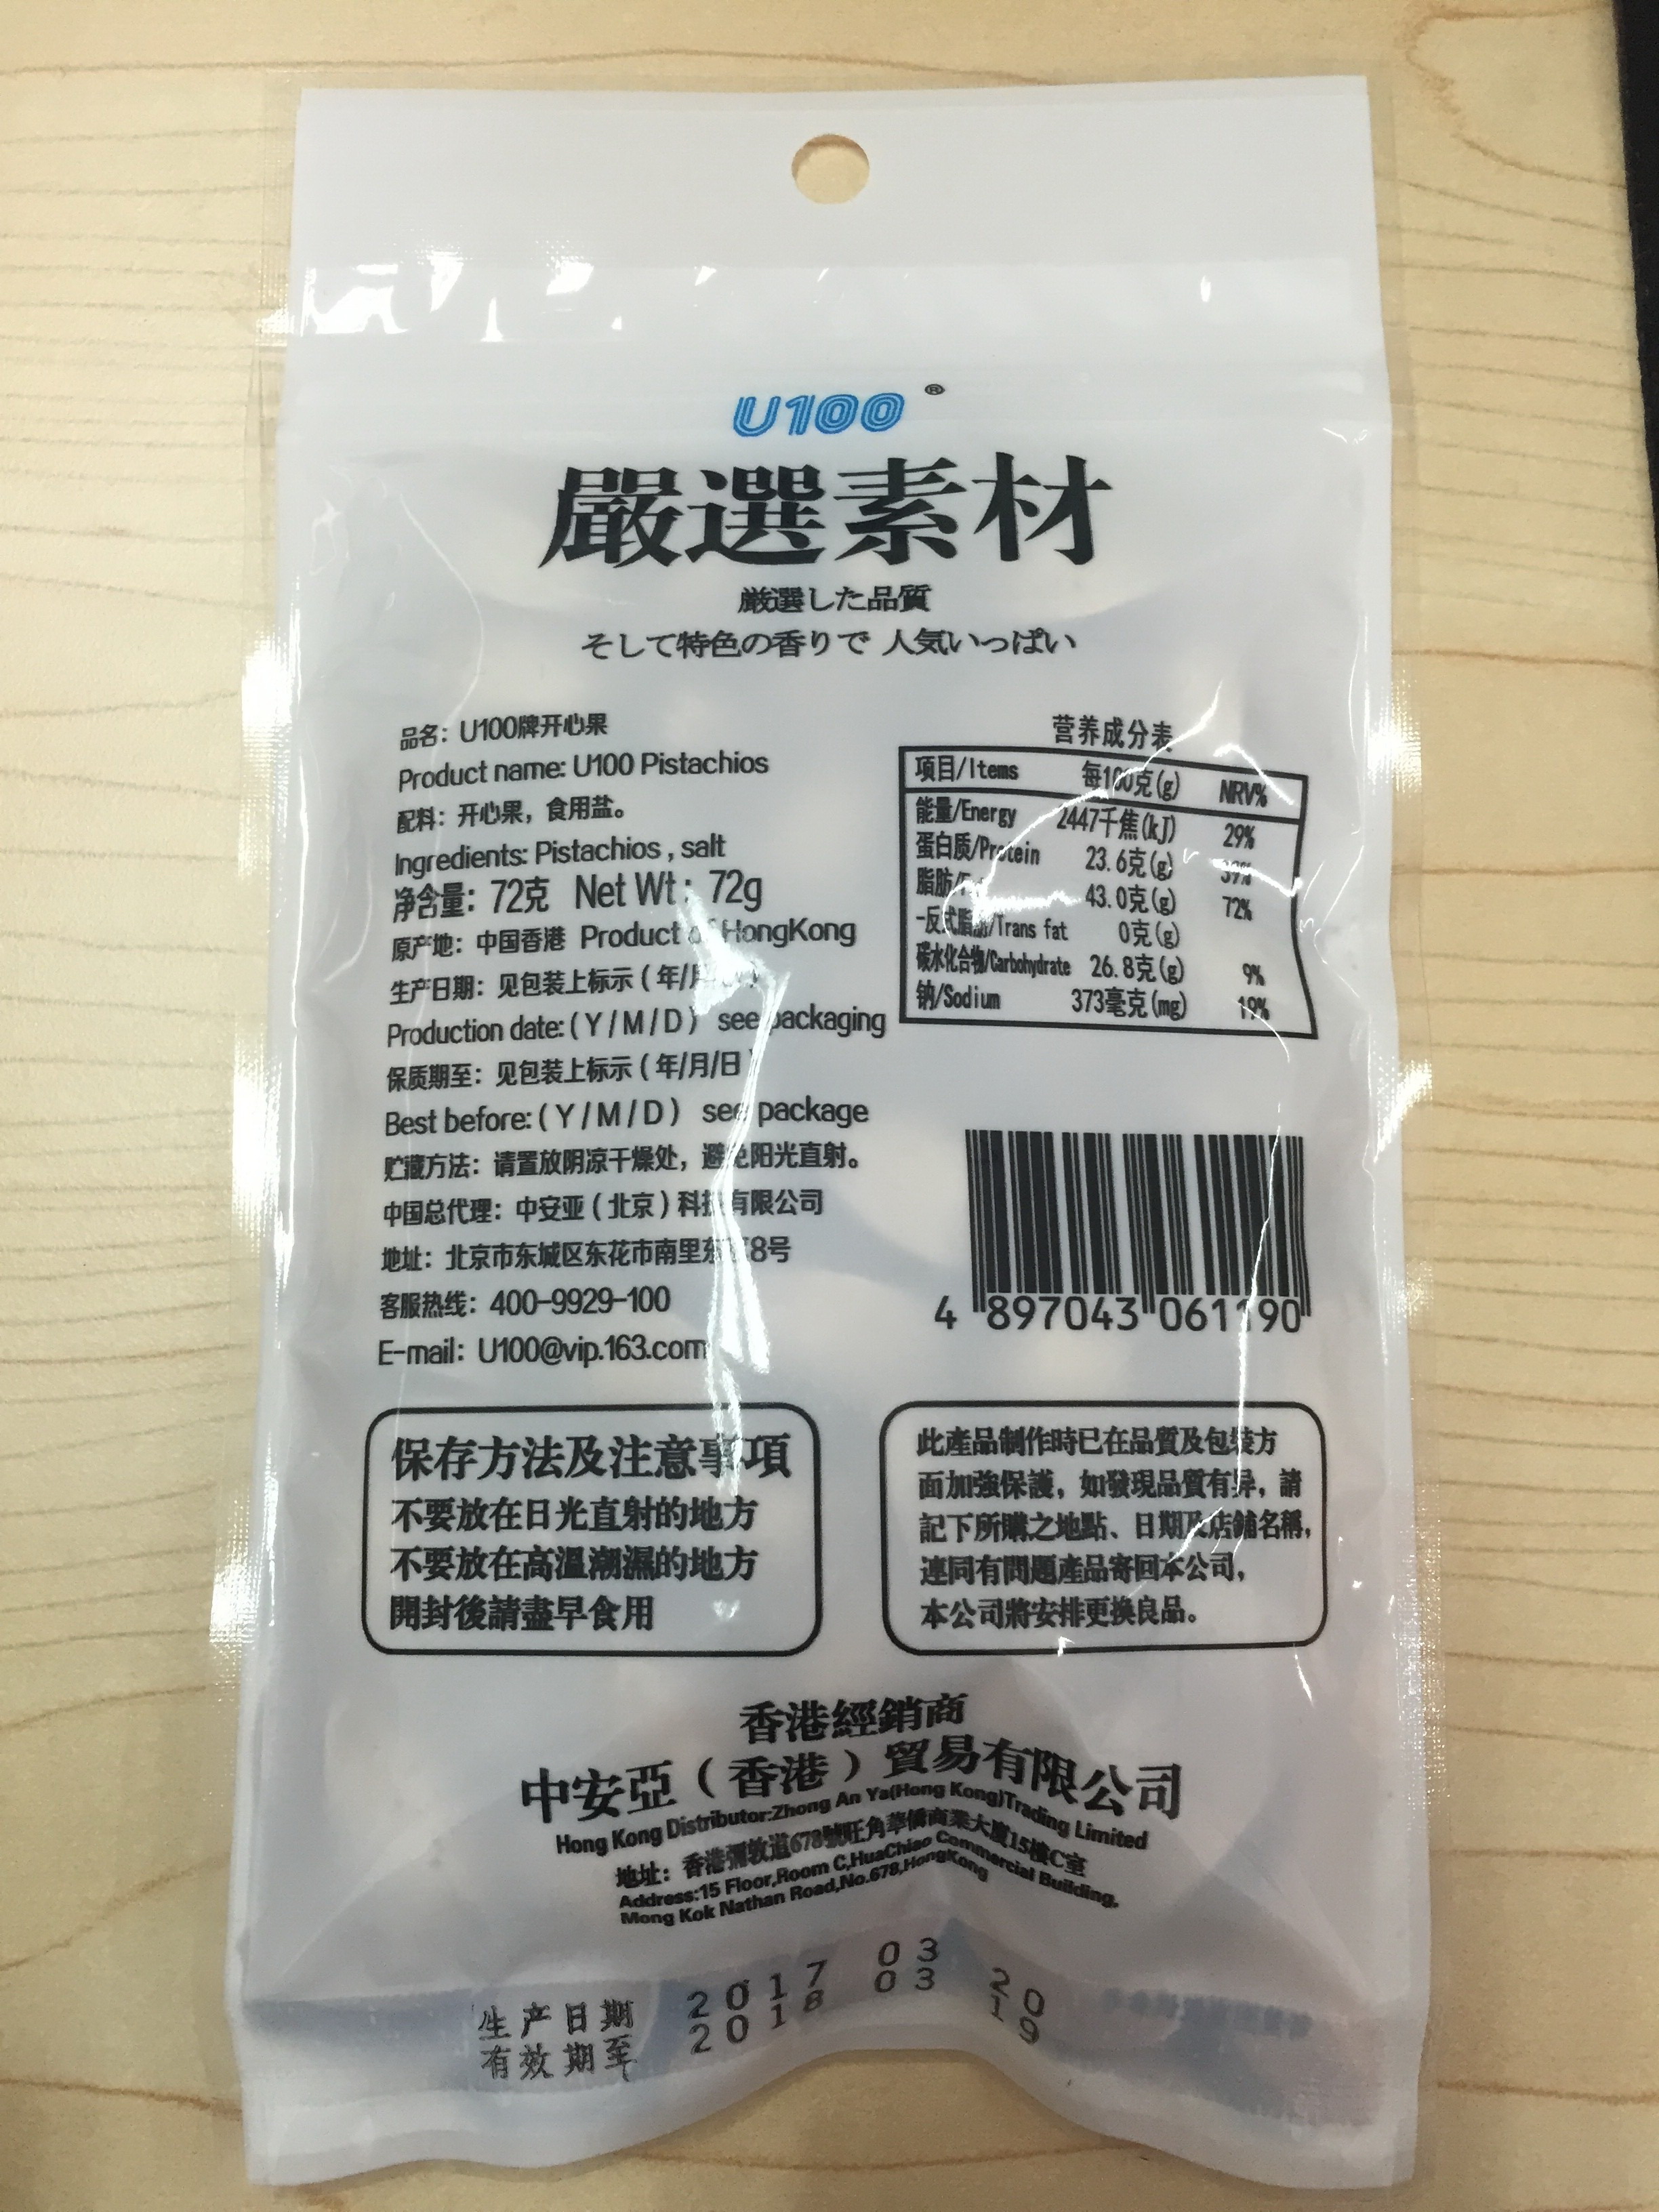 U100®
嚴選素材
厳選した品質
そして特色の香りで 人気いっぱい
品名：U100牌开心果
Product name: U100 Pistachios
配料：开心果，食用盐。
Ingredients: Pistachios , salt
净含量：72克 Net Wt：72g
原产地：中国香港 Product of HongKong
生产日期：见包装上标示（年/月
Production date:(Y/M/D) see packaging
保质期至：见包装上标示（年/月/日
Best before:(Y/M/D) see package
贮藏方法：请置放阴凉干燥处，避免阳光直射。
中国总代理：中安亚（北京）科技有限公司
地址：北京市东城区东花市南里东 8号
客服热线：400-9929-100
E-mail：U100@vip.163.com
营养成分表
项目/Items 每100克(g) NRV%
能量/Energy 2447千焦(kJ) 29%
蛋白质/Protein 23.6克(g) 39%
脂肪 43.0克(g) 72%
-反式脂肪/Trans fat 0克(g)
碳水化合物/Carbohydrate 26.8克(g) 9%
钠/Sodium 373毫克(mg) 19%
4 897043 061190
保存方法及注意事項
不要放在日光直射的地方
不要放在高溫潮濕的地方
開封後請盡早食用
此產品制作時已在品質及包裝方
面加強保護，如發現品質有异，請
記下所購之地點、日期及店鋪名稱，
連同有問題產品寄回本公司，
本公司將安排更换良品。
香港經銷商
中安亞（香港）貿易有限公司
Hong Kong Distributor:Zhong An Ya(Hong Kong)Trading Limited
地址：香港彌敦道678號旺角華僑商業大廈15樓C室
Address:15 Floor,Room C,HuaChiao Commercial Building,
Mong Kok Nathan Road,No.678,HongKong
生产日期 2017 03 20
有效期至 2018 03 19